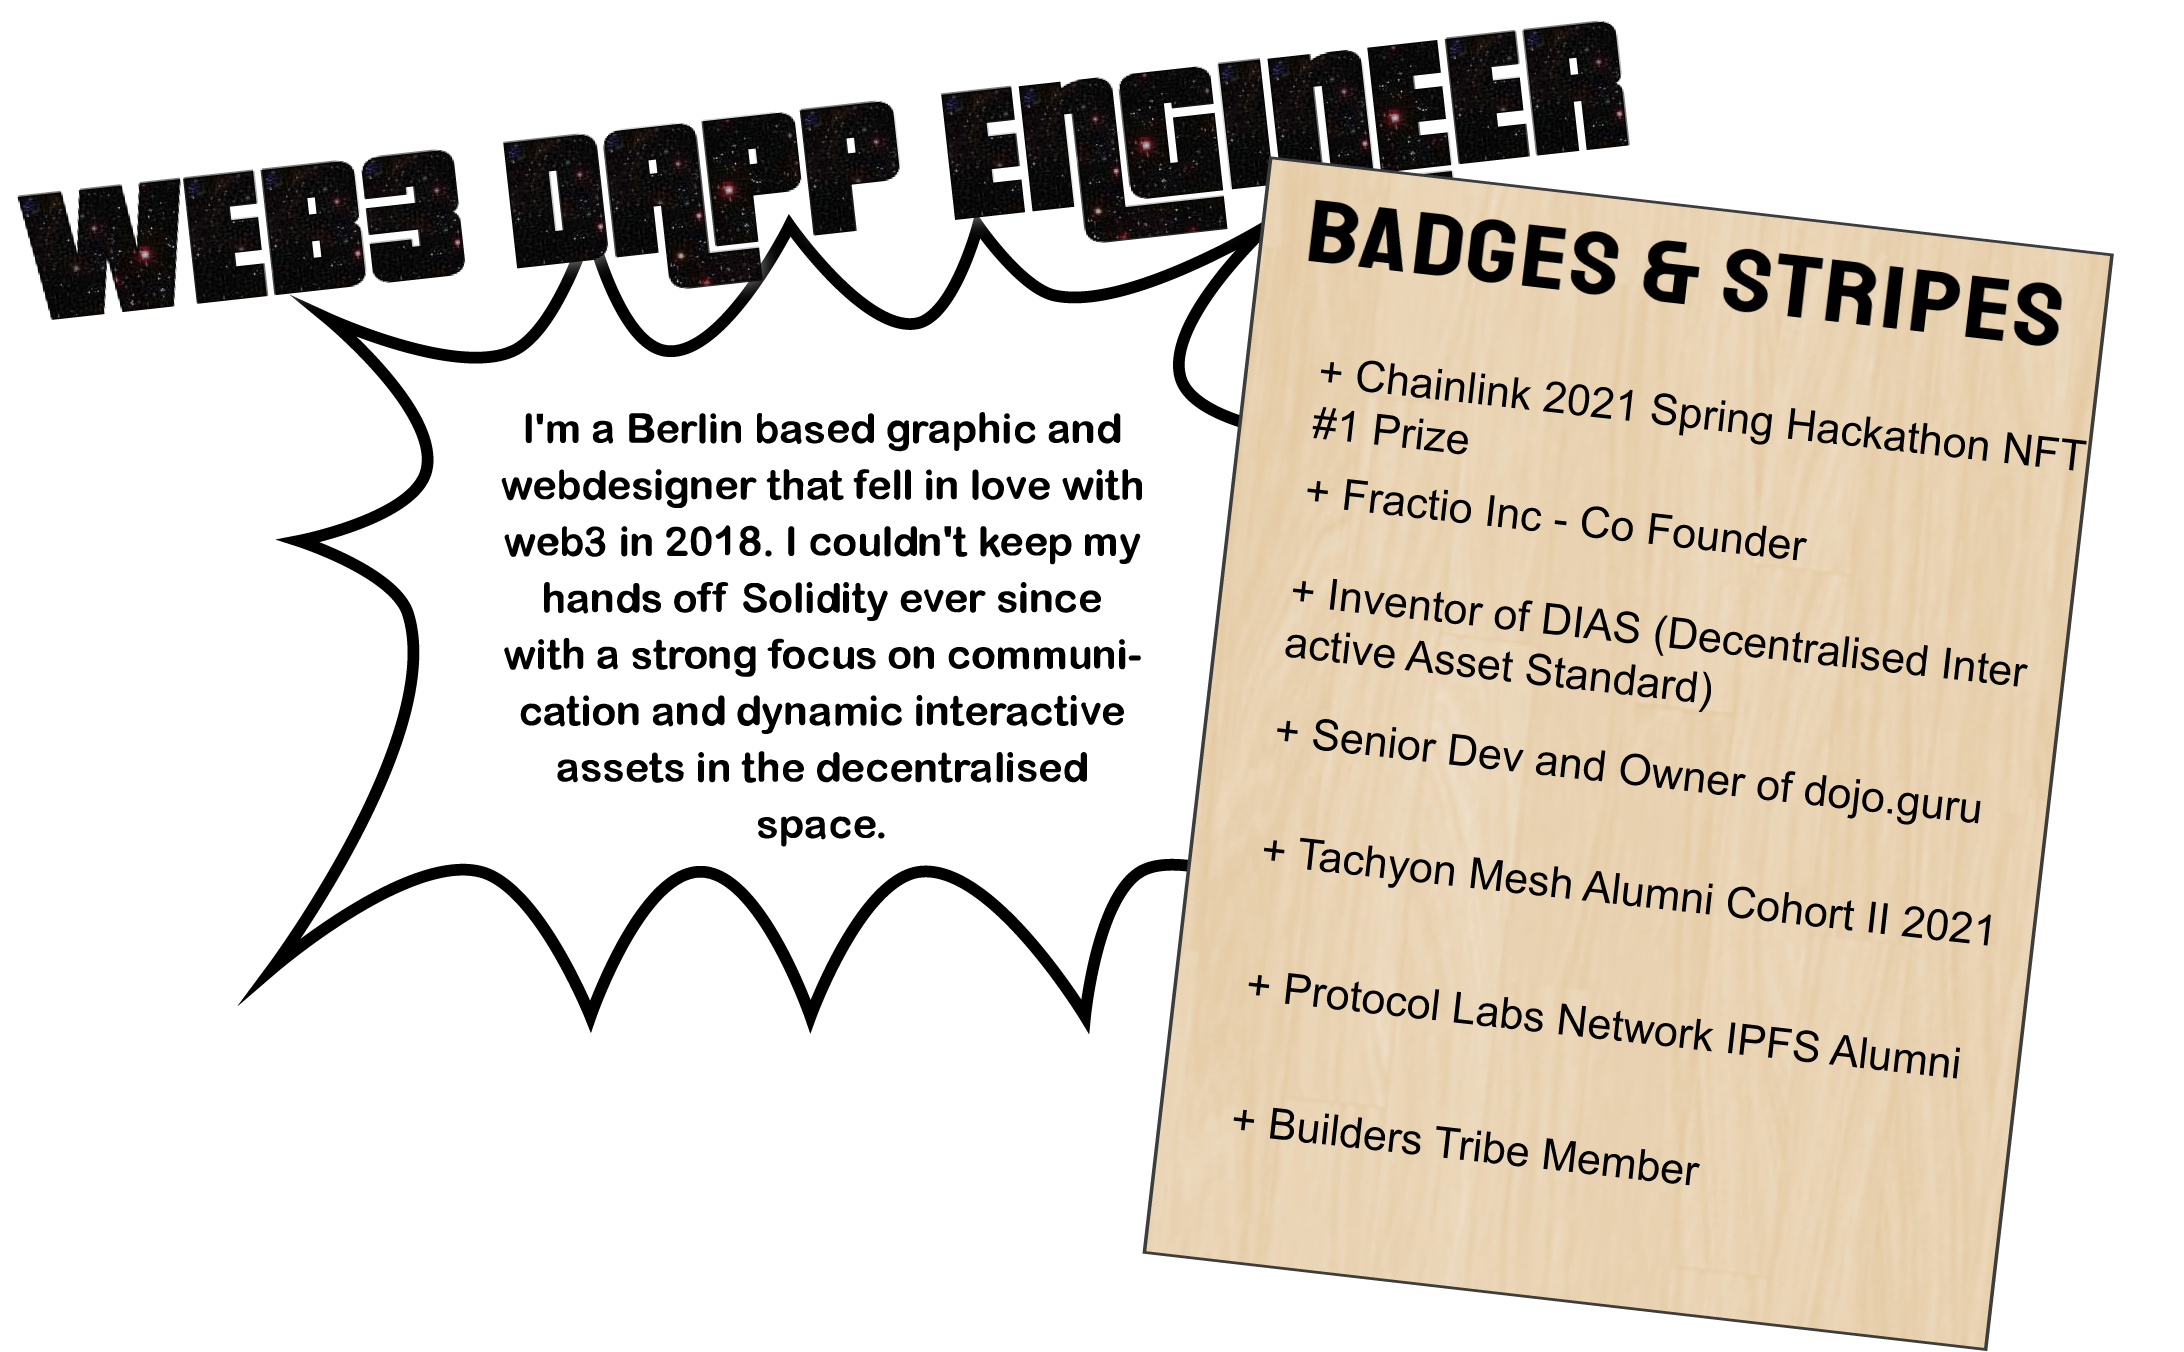 WEB3 DAPP ENGINEER
I'm a Berlin based graphic and
webdesigner that fell in love with
web3 in 2018. I couldn't keep my
hands off Solidity ever since
with a strong focus on communi-
cation and dynamic interactive
assets in the decentralised
space.
BADGES & STRIPES
+ Chainlink 2021 Spring Hackathon NFT
#1 Prize
+ Fractio Inc - Co Founder
+ Inventor of DIAS (Decentralised Inter
active Asset Standard)
+ Senior Dev and Owner of dojo.guru
+ Tachyon Mesh Alumni Cohort II 2021
+ Protocol Labs Network IPFS Alumni
+ Builders Tribe Member